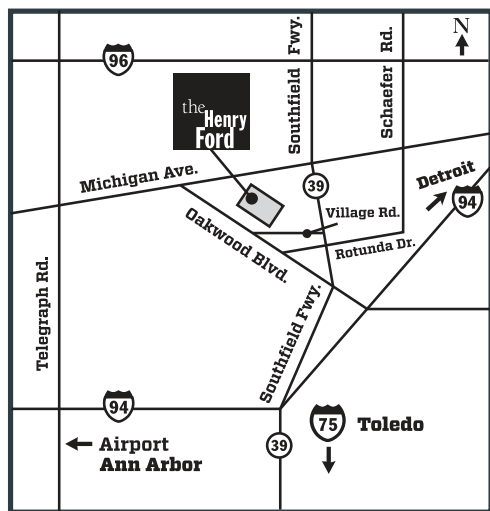 N
96
Southfield Fwy.
Schaefer Rd.
the
Henry
Ford
Michigan Ave.
39
Detroit
94
Village Rd.
Oakwood Blvd.
Rotunda Dr.
Telegraph Rd.
Southfield Fwy.
94
75
Toledo
39
Airport
Ann Arbor